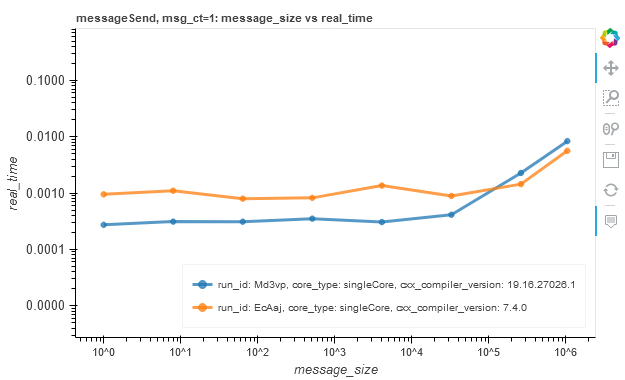 messageSend, msg_ct=1: message_size vs real_time
real_time
0.1000
0.0100
0.0010
0.0001
0.0000
run_id: Md3vp, core_type: singleCore, cxx_compiler_version: 19.16.27026.1
run_id: EcAaj, core_type: singleCore, cxx_compiler_version: 7.4.0
10^0 10^1 10^2 10^3 10^4 10^5 10^6
message_size